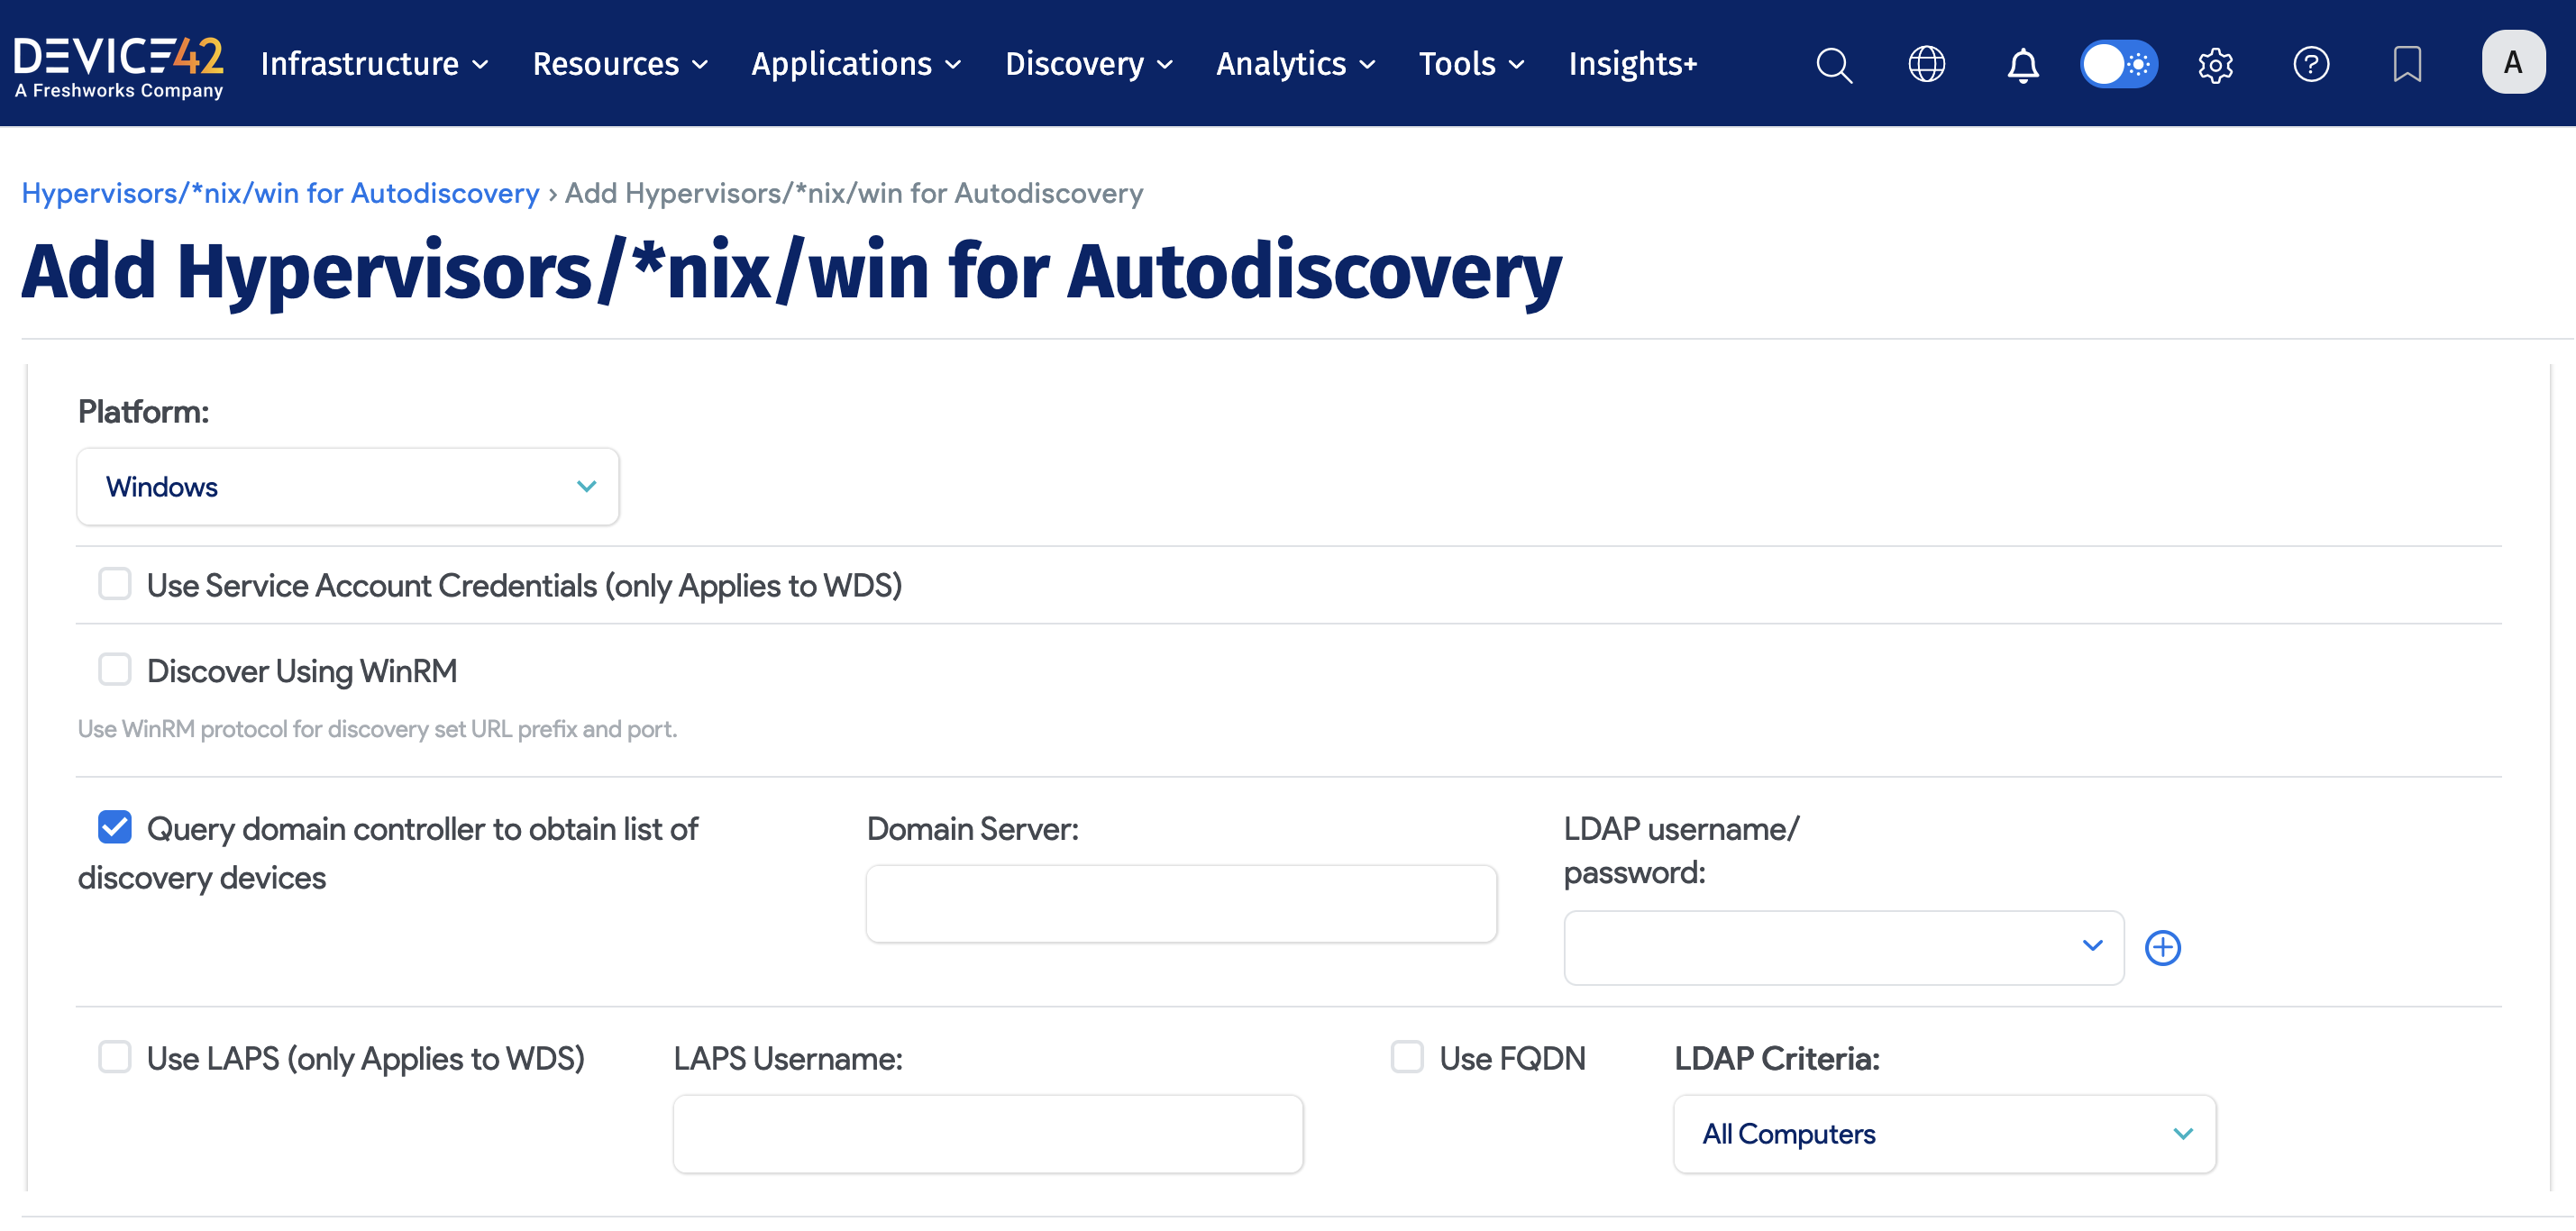 DEVICE42
A Freshworks Company
Infrastructure Resources Applications Discovery Analytics Tools Insights+
A
Hypervisors/*nix/win for Autodiscovery › Add Hypervisors/*nix/win for Autodiscovery
Add Hypervisors/*nix/win for Autodiscovery
Platform:
Windows
Use Service Account Credentials (only Applies to WDS)
Discover Using WinRM
Use WinRM protocol for discovery set URL prefix and port.
Query domain controller to obtain list of
discovery devices
Domain Server:
LDAP username/
password:
Use LAPS (only Applies to WDS)
LAPS Username:
Use FQDN
LDAP Criteria:
All Computers